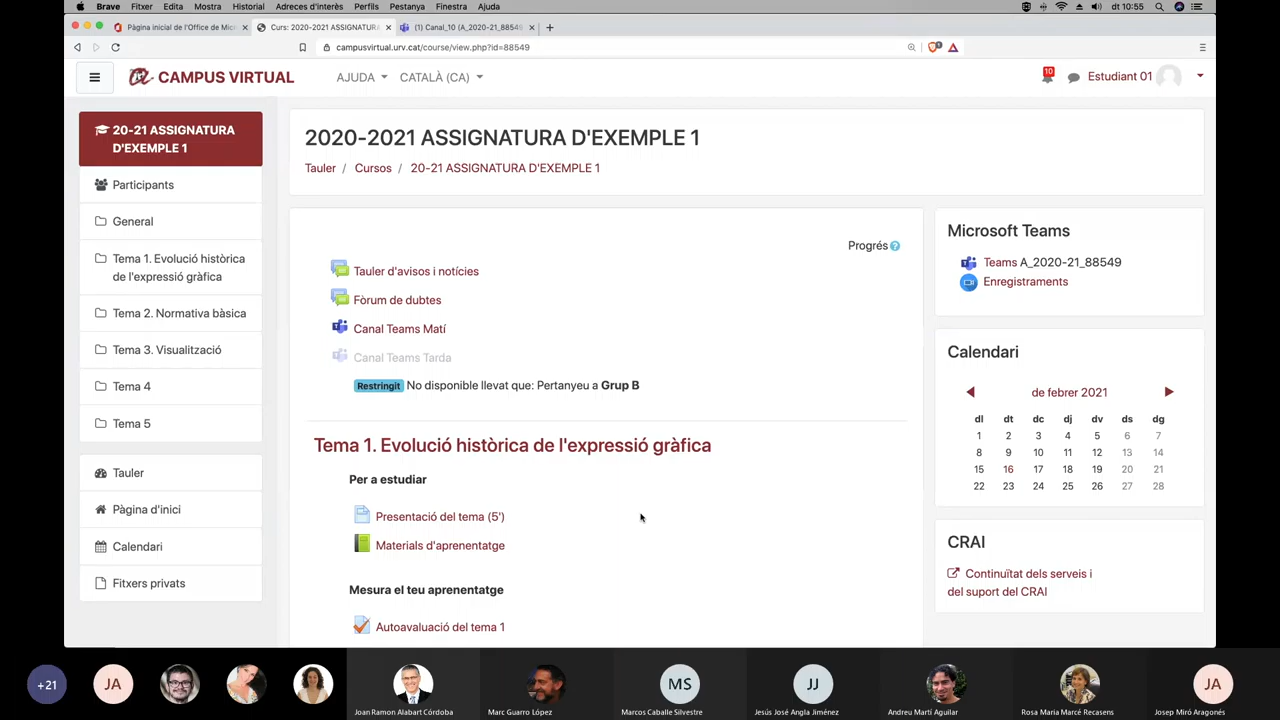 Brave Fitxer Edita Mostra Historial Adreces d'interès Perfils Pestanya Finestra Ajuda
dt 10:55
Pàgina inicial de l'Office de Micr
Curs: 2020-2021 ASSIGNATURA
(1) Canal_10 (A_2020-21_88549
campusvirtual.urv.cat/course/view.php?id=88549
CAMPUS VIRTUAL
AJUDA
CATALÀ (CA)
10
Estudiant 01
20-21 ASSIGNATURA
D'EXEMPLE 1
Participants
General
Tema 1. Evolució històrica
de l'expressió gràfica
Tema 2. Normativa bàsica
Tema 3. Visualització
Tema 4
Tema 5
Tauler
Pàgina d'inici
Calendari
Fitxers privats
2020-2021 ASSIGNATURA D'EXEMPLE 1
Tauler / Cursos / 20-21 ASSIGNATURA D'EXEMPLE 1
Progrés
Tauler d'avisos i notícies
Fòrum de dubtes
Canal Teams Matí
Canal Teams Tarda
Restringit No disponible llevat que: Pertanyeu a Grup B
Tema 1. Evolució històrica de l'expressió gràfica
Per a estudiar
Presentació del tema (5')
Materials d'aprenentatge
Mesura el teu aprenentatge
Autoavaluació del tema 1
Microsoft Teams
Teams A_2020-21_88549
Enregistraments
Calendari
de febrer 2021
dl dt dc dj dv ds dg
1 2 3 4 5 6 7
8 9 10 11 12 13 14
15 16 17 18 19 20 21
22 23 24 25 26 27 28
CRAI
Continuïtat dels serveis i
del suport del CRAI
+21
JA
MS
JJ
JA
Joan Ramon Alabart Córdoba
Marc Guarro López
Marcos Caballe Silvestre
Jesús José Angla Jiménez
Andreu Martí Aguilar
Rosa Maria Marcé Recasens
Josep Miró Aragonés